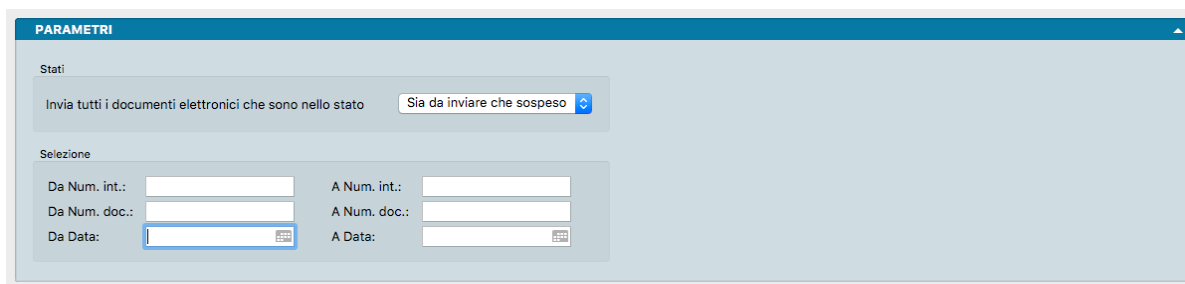 PARAMETRI
Stati
Invia tutti i documenti elettronici che sono nello stato Sia da inviare che sospeso
Selezione
Da Num. int.: A Num. int.:
Da Num. doc.: A Num. doc.:
Da Data: A Data: